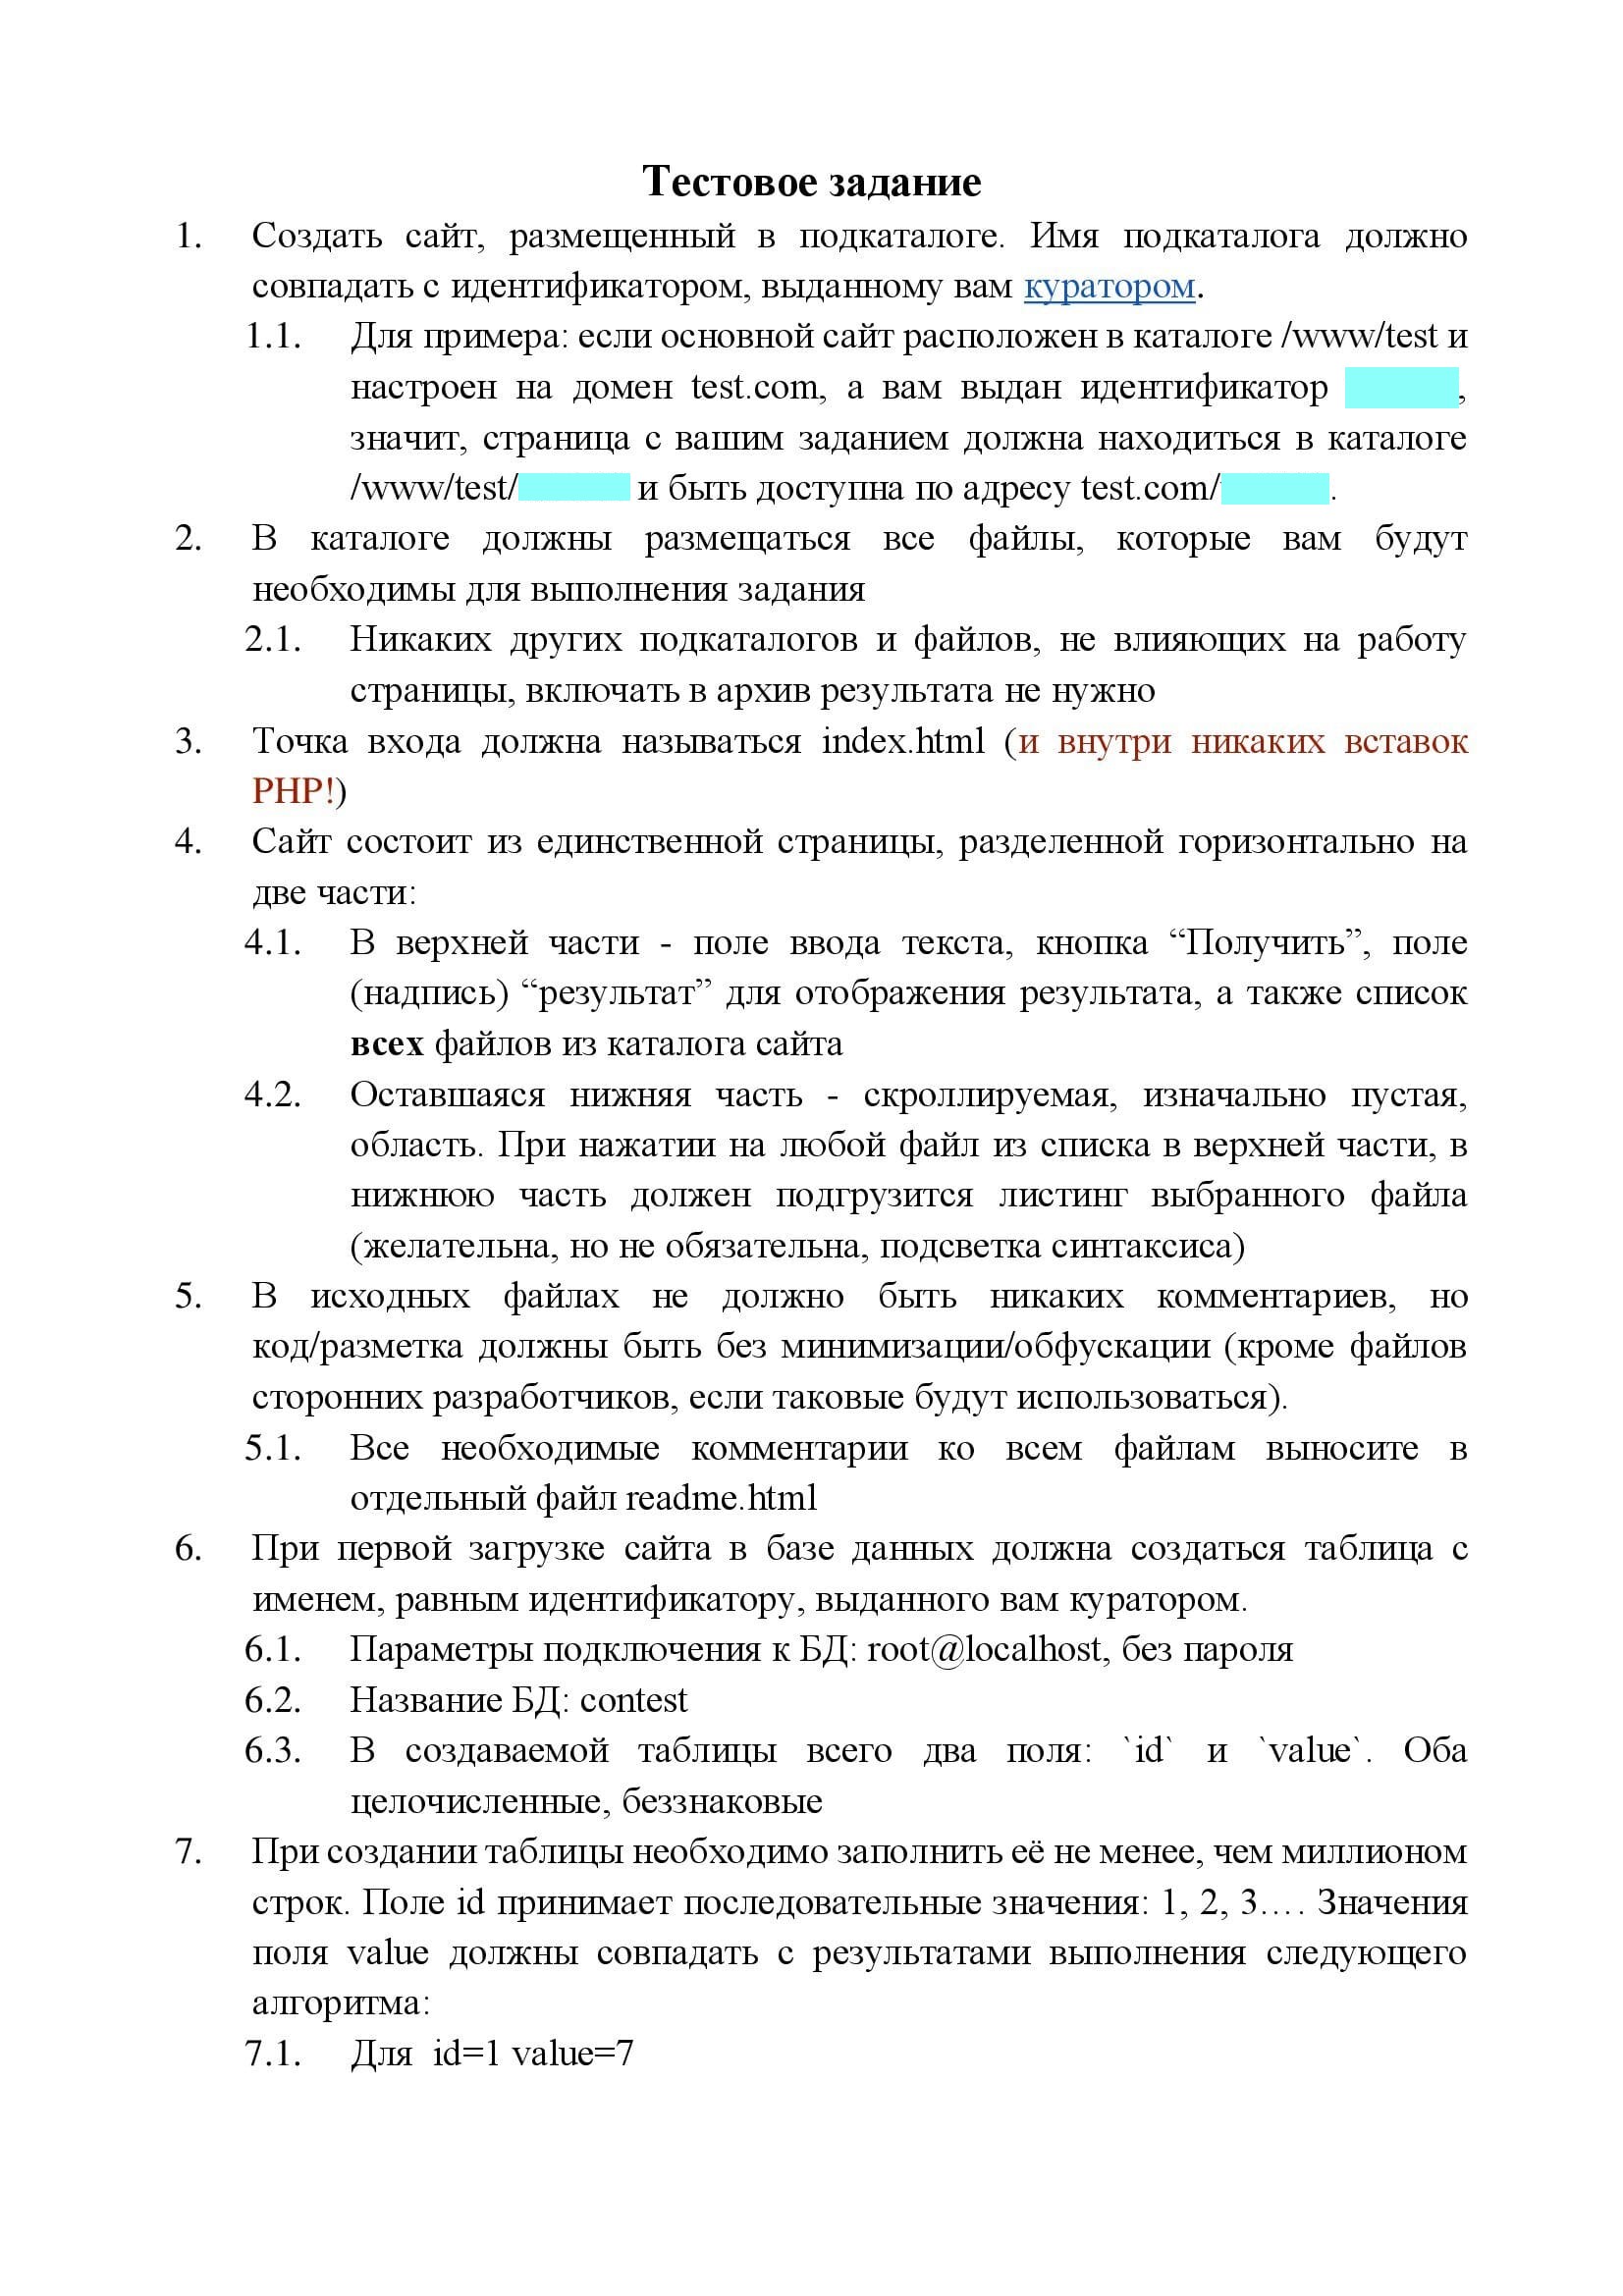 Тестовое задание
1. Создать сайт, размещенный в подкаталоге. Имя подкаталога должно
совпадать с идентификатором, выданному вам куратором.
1.1. Для примера: если основной сайт расположен в каталоге /www/test и
настроен на домен test.com, а вам выдан идентификатор ,
значит, страница с вашим заданием должна находиться в каталоге
/www/test/ и быть доступна по адресу test.com/ .
2. В каталоге должны размещаться все файлы, которые вам будут
необходимы для выполнения задания
2.1. Никаких других подкаталогов и файлов, не влияющих на работу
страницы, включать в архив результата не нужно
3. Точка входа должна называться index.html (и внутри никаких вставок
PHP!)
4. Сайт состоит из единственной страницы, разделенной горизонтально на
две части:
4.1. В верхней части - поле ввода текста, кнопка “Получить”, поле
(надпись) “результат” для отображения результата, а также список
всех файлов из каталога сайта
4.2. Оставшаяся нижняя часть - скроллируемая, изначально пустая,
область. При нажатии на любой файл из списка в верхней части, в
нижнюю часть должен подгрузится листинг выбранного файла
(желательна, но не обязательна, подсветка синтаксиса)
5. В исходных файлах не должно быть никаких комментариев, но
код/разметка должны быть без минимизации/обфускации (кроме файлов
сторонних разработчиков, если таковые будут использоваться).
5.1. Все необходимые комментарии ко всем файлам выносите в
отдельный файл readme.html
6. При первой загрузке сайта в базе данных должна создаться таблица с
именем, равным идентификатору, выданного вам куратором.
6.1. Параметры подключения к БД: root@localhost, без пароля
6.2. Название БД: contest
6.3. В создаваемой таблицы всего два поля: `id` и `value`. Оба
целочисленные, беззнаковые
7. При создании таблицы необходимо заполнить её не менее, чем миллионом
строк. Поле id принимает последовательные значения: 1, 2, 3…. Значения
поля value должны совпадать с результатами выполнения следующего
алгоритма:
7.1. Для id=1 value=7